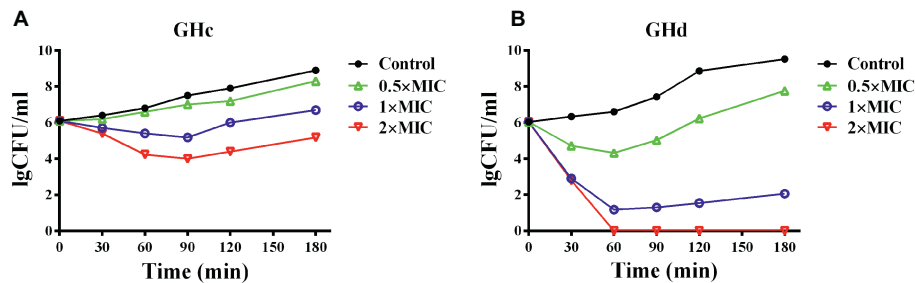 A
GHc
lgCFU/ml
10
8
6
4
2
0
0 30 60 90 120 150 180
Time (min)
Control
0.5×MIC
1×MIC
2×MIC
B
GHd
lgCFU/ml
10
8
6
4
2
0
0 30 60 90 120 150 180
Time (min)
Control
0.5×MIC
1×MIC
2×MIC